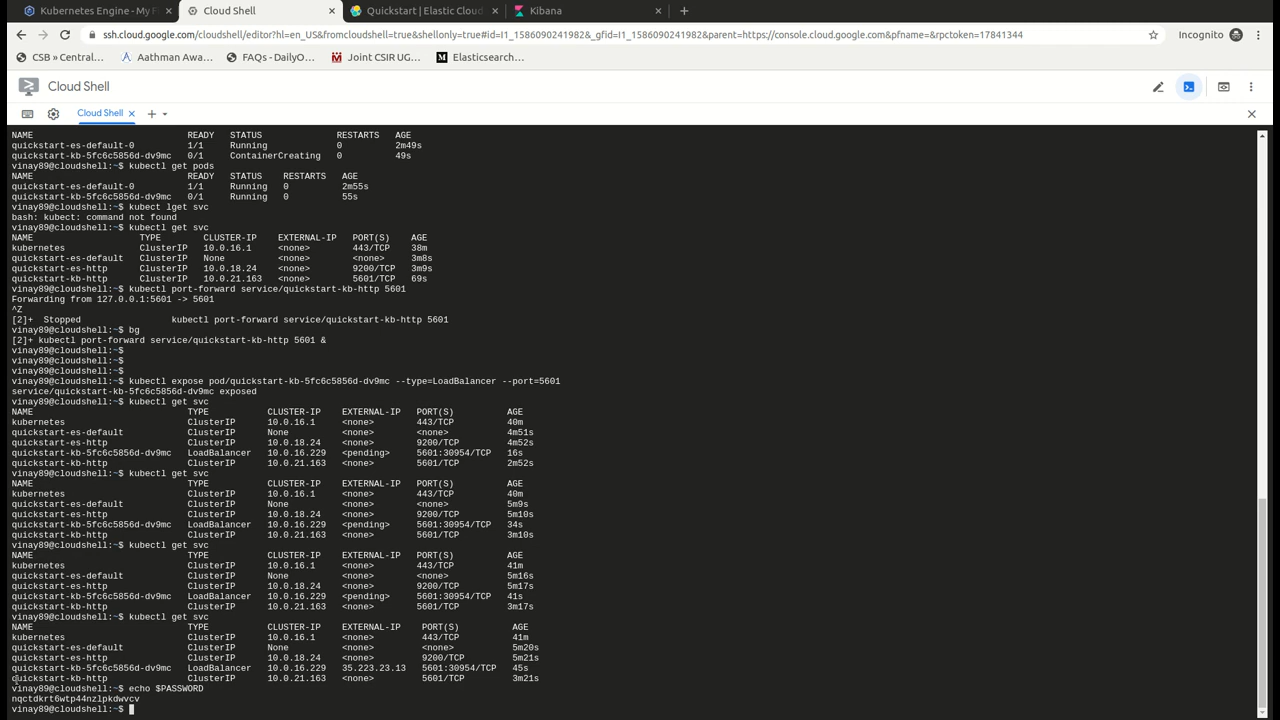 Kubernetes Engine - My F
Cloud Shell
Quickstart | Elastic Cloud
Kibana
ssh.cloud.google.com/cloudshell/editor?hl=en_US&fromcloudshell=true&shellonly=true#id=I1_1586090241982&_gfid=I1_1586090241982&parent=https://console.cloud.google.com&pfname=&rpctoken=17841344
Incognito
CSB » Central…
Aathman Awa…
FAQs - DailyO…
Joint CSIR UG…
Elasticsearch…
Cloud Shell
Cloud Shell
NAME READY STATUS RESTARTS AGE
quickstart-es-default-0 1/1 Running 0 2m49s
quickstart-kb-5fc6c5856d-dv9mc 0/1 ContainerCreating 0 49s
vinay89@cloudshell:~$ kubectl get pods
NAME READY STATUS RESTARTS AGE
quickstart-es-default-0 1/1 Running 0 2m55s
quickstart-kb-5fc6c5856d-dv9mc 0/1 Running 0 55s
vinay89@cloudshell:~$ kubect lget svc
bash: kubect: command not found
vinay89@cloudshell:~$ kubectl get svc
NAME TYPE CLUSTER-IP EXTERNAL-IP PORT(S) AGE
kubernetes ClusterIP 10.0.16.1 <none> 443/TCP 38m
quickstart-es-default ClusterIP None <none> <none> 3m8s
quickstart-es-http ClusterIP 10.0.18.24 <none> 9200/TCP 3m9s
quickstart-kb-http ClusterIP 10.0.21.163 <none> 5601/TCP 69s
vinay89@cloudshell:~$ kubectl port-forward service/quickstart-kb-http 5601
Forwarding from 127.0.0.1:5601 -> 5601
^Z
[2]+ Stopped kubectl port-forward service/quickstart-kb-http 5601
vinay89@cloudshell:~$ bg
[2]+ kubectl port-forward service/quickstart-kb-http 5601 &
vinay89@cloudshell:~$
vinay89@cloudshell:~$
vinay89@cloudshell:~$
vinay89@cloudshell:~$ kubectl expose pod/quickstart-kb-5fc6c5856d-dv9mc --type=LoadBalancer --port=5601
service/quickstart-kb-5fc6c5856d-dv9mc exposed
vinay89@cloudshell:~$ kubectl get svc
NAME TYPE CLUSTER-IP EXTERNAL-IP PORT(S) AGE
kubernetes ClusterIP 10.0.16.1 <none> 443/TCP 40m
quickstart-es-default ClusterIP None <none> <none> 4m51s
quickstart-es-http ClusterIP 10.0.18.24 <none> 9200/TCP 4m52s
quickstart-kb-5fc6c5856d-dv9mc LoadBalancer 10.0.16.229 <pending> 5601:30954/TCP 16s
quickstart-kb-http ClusterIP 10.0.21.163 <none> 5601/TCP 2m52s
vinay89@cloudshell:~$ kubectl get svc
NAME TYPE CLUSTER-IP EXTERNAL-IP PORT(S) AGE
kubernetes ClusterIP 10.0.16.1 <none> 443/TCP 40m
quickstart-es-default ClusterIP None <none> <none> 5m9s
quickstart-es-http ClusterIP 10.0.18.24 <none> 9200/TCP 5m10s
quickstart-kb-5fc6c5856d-dv9mc LoadBalancer 10.0.16.229 <pending> 5601:30954/TCP 34s
quickstart-kb-http ClusterIP 10.0.21.163 <none> 5601/TCP 3m10s
vinay89@cloudshell:~$ kubectl get svc
NAME TYPE CLUSTER-IP EXTERNAL-IP PORT(S) AGE
kubernetes ClusterIP 10.0.16.1 <none> 443/TCP 41m
quickstart-es-default ClusterIP None <none> <none> 5m16s
quickstart-es-http ClusterIP 10.0.18.24 <none> 9200/TCP 5m17s
quickstart-kb-5fc6c5856d-dv9mc LoadBalancer 10.0.16.229 <pending> 5601:30954/TCP 41s
quickstart-kb-http ClusterIP 10.0.21.163 <none> 5601/TCP 3m17s
vinay89@cloudshell:~$ kubectl get svc
NAME TYPE CLUSTER-IP EXTERNAL-IP PORT(S) AGE
kubernetes ClusterIP 10.0.16.1 <none> 443/TCP 41m
quickstart-es-default ClusterIP None <none> <none> 5m20s
quickstart-es-http ClusterIP 10.0.18.24 <none> 9200/TCP 5m21s
quickstart-kb-5fc6c5856d-dv9mc LoadBalancer 10.0.16.229 35.223.23.13 5601:30954/TCP 45s
quickstart-kb-http ClusterIP 10.0.21.163 <none> 5601/TCP 3m21s
vinay89@cloudshell:~$ echo $PASSWORD
nqctdkrt6wtp44nzlpkdwvcv
vinay89@cloudshell:~$